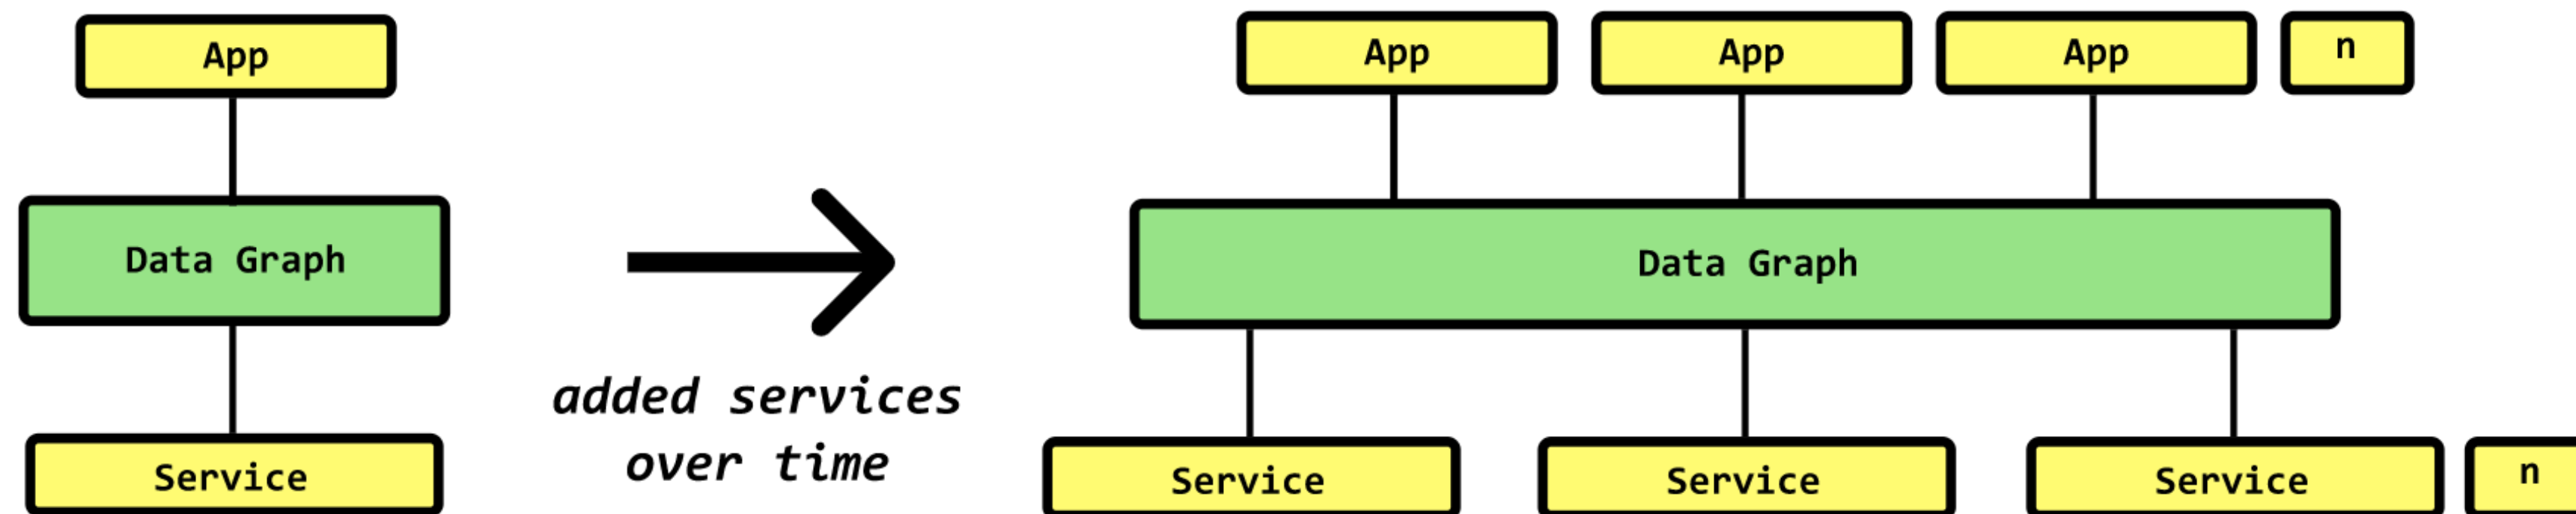 App
Data Graph
Service
added services
over time
App
App
App
n
Data Graph
Service
Service
Service
n